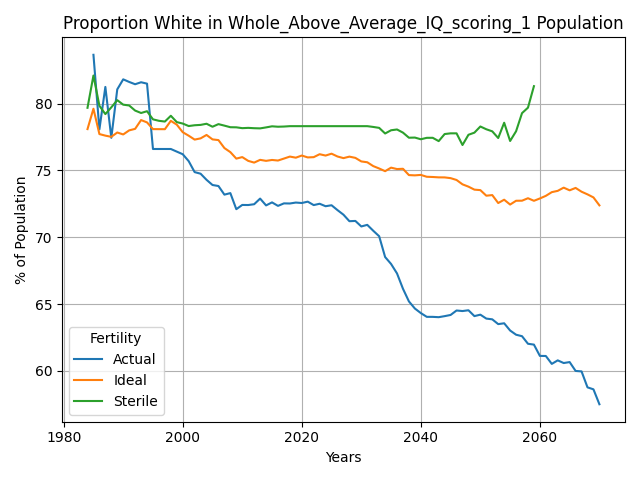 Proportion White in Whole_Above_Average_IQ_scoring_1 Population
% of Population
80
75
70
65
60
Fertility
Actual
Ideal
Sterile
1980 2000 2020 2040 2060
Years